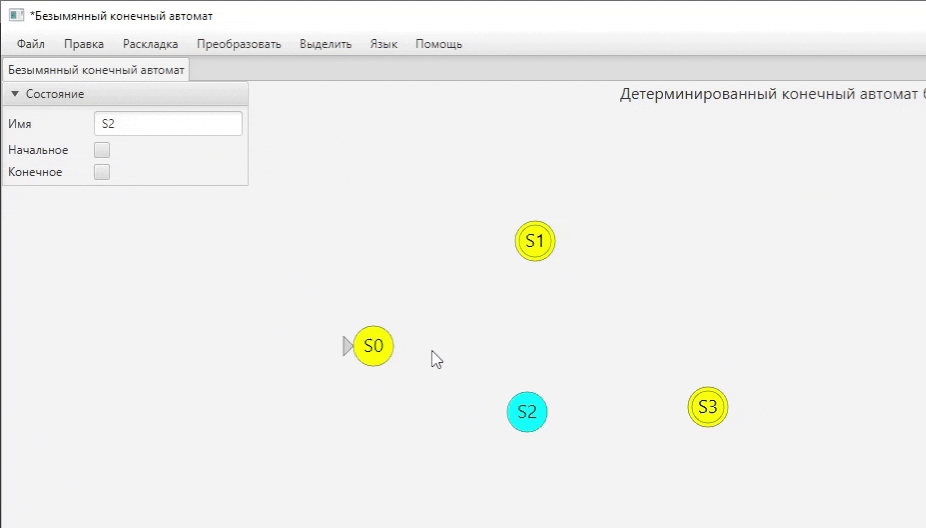 *Безымянный конечный автомат
Файл Правка Раскладка Преобразовать Выделить Язык Помощь
Безымянный конечный автомат
Состояние
Детерминированный конечный автомат
Имя S2
Начальное
Конечное
S1
S0
S2
S3